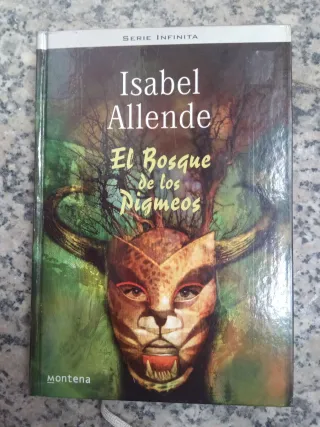 SERIE INFINITA
Isabel
Allende
El Bosque
de los
Pigmeos
Montena